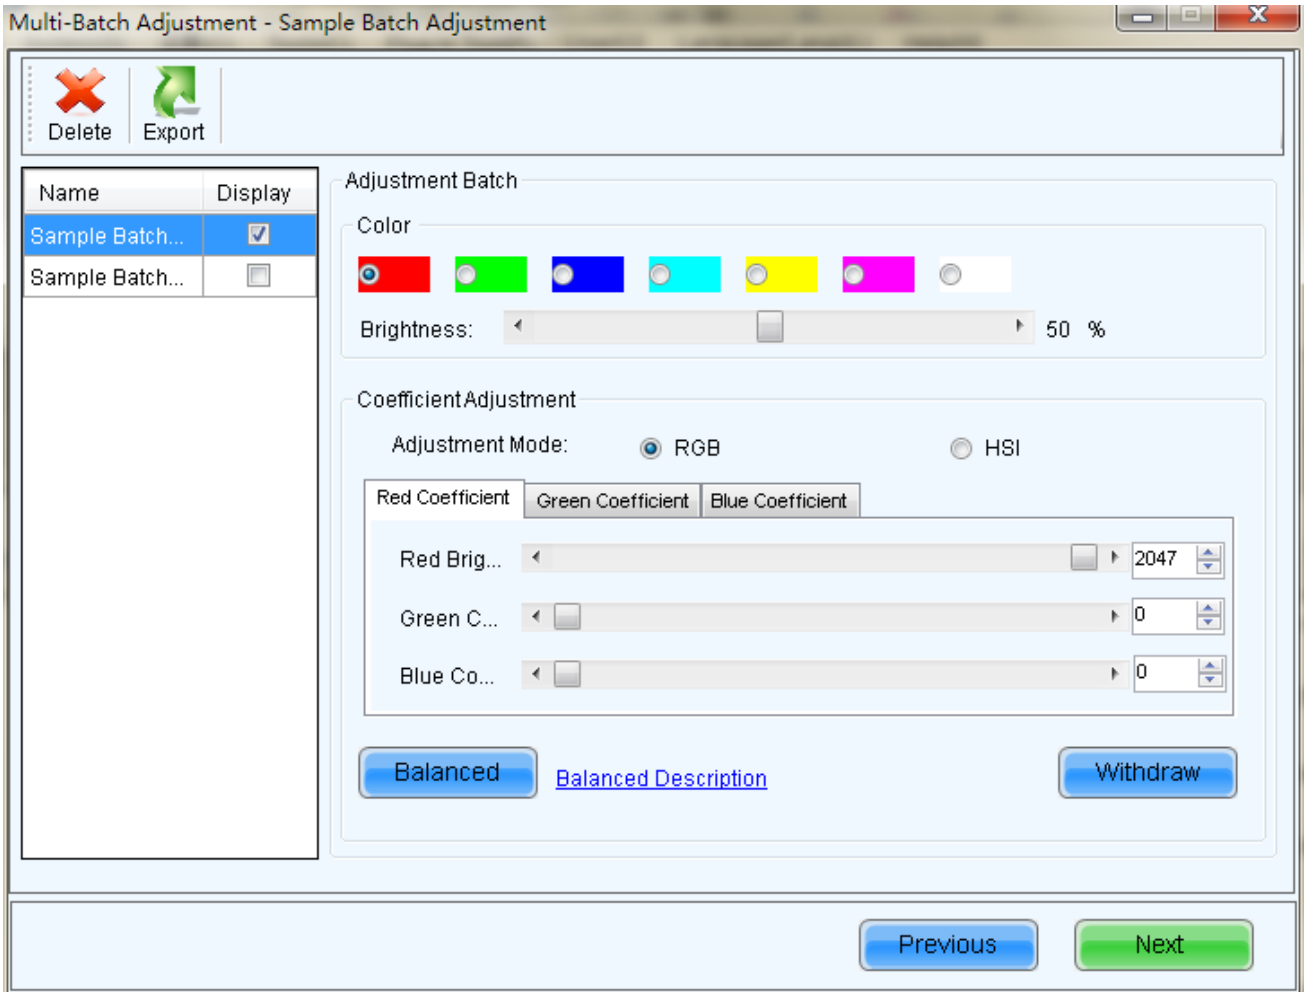 Multi-Batch Adjustment - Sample Batch Adjustment
Delete Export
Name Display
Sample Batch...
Sample Batch...
Adjustment Batch
Color
Brightness: 50 %
Coefficient Adjustment
Adjustment Mode: RGB HSI
Red Coefficient Green Coefficient Blue Coefficient
Red Brig... 2047
Green C... 0
Blue Co... 0
Balanced Balanced Description Withdraw
Previous Next